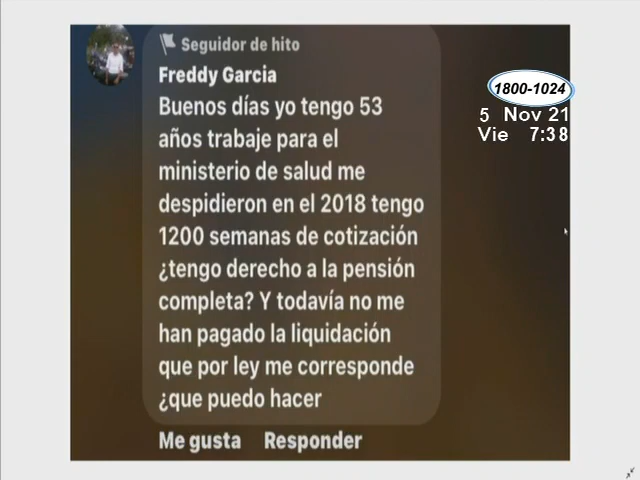 Seguidor de hito
Freddy Garcia
Buenos días yo tengo 53
años trabaje para el
ministerio de salud me
despidieron en el 2018 tengo
1200 semanas de cotización
¿tengo derecho a la pensión
completa? Y todavía no me
han pagado la liquidación
que por ley me corresponde
¿que puedo hacer
Me gusta Responder
1800-1024
5 Nov 21
Vie 7:38